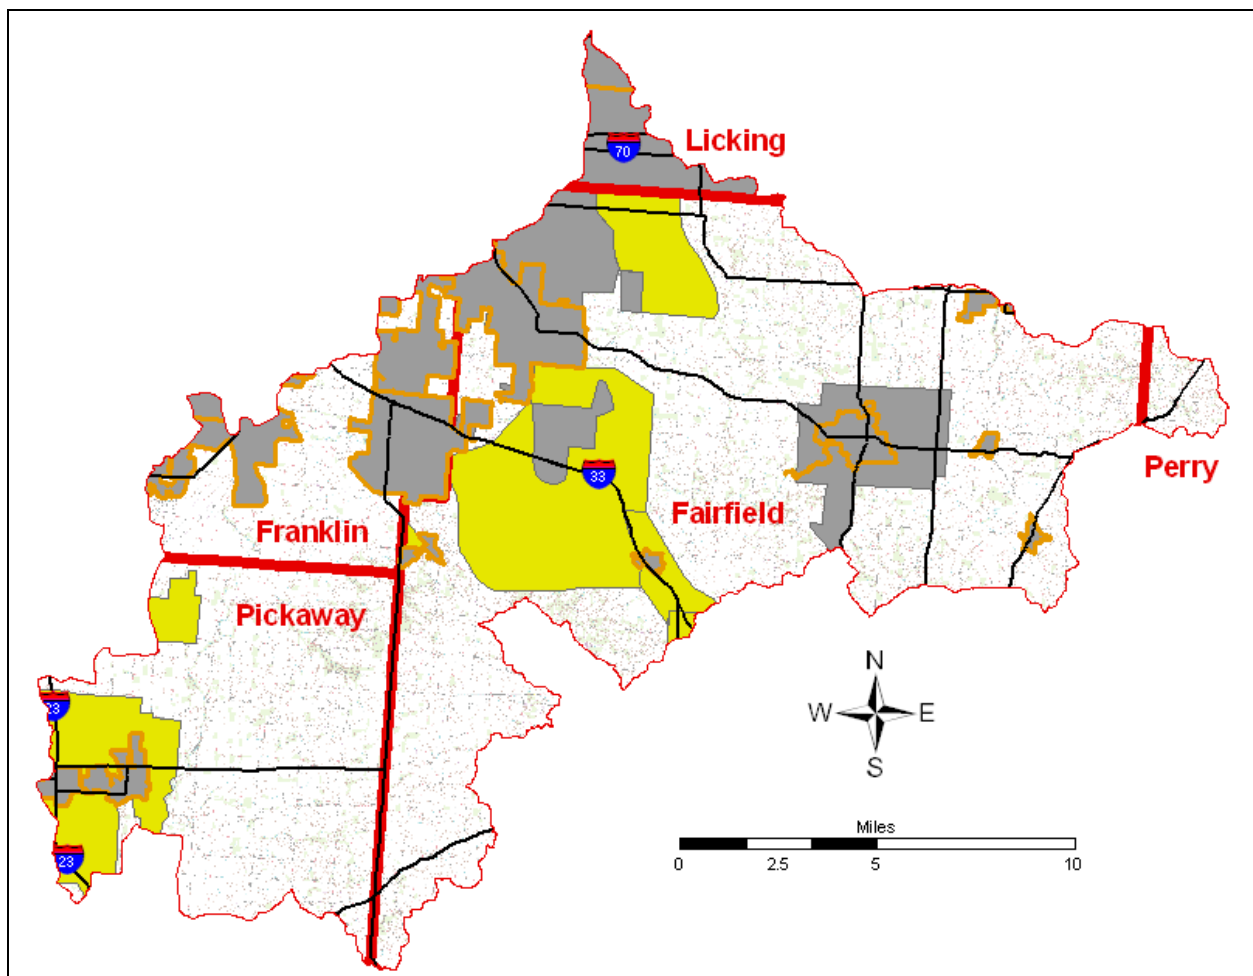 Licking
70
33
Fairfield
Perry
Franklin
Pickaway
N
23
W E
S
Miles
0 2.5 5 10
23